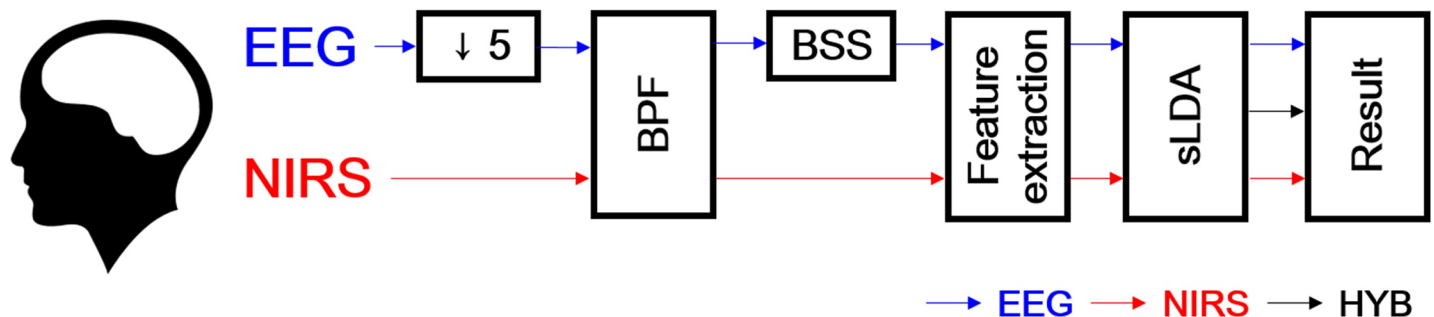 EEG
↓ 5
BPF
BSS
Feature
extraction
sLDA
Result
NIRS
EEG
NIRS
HYB